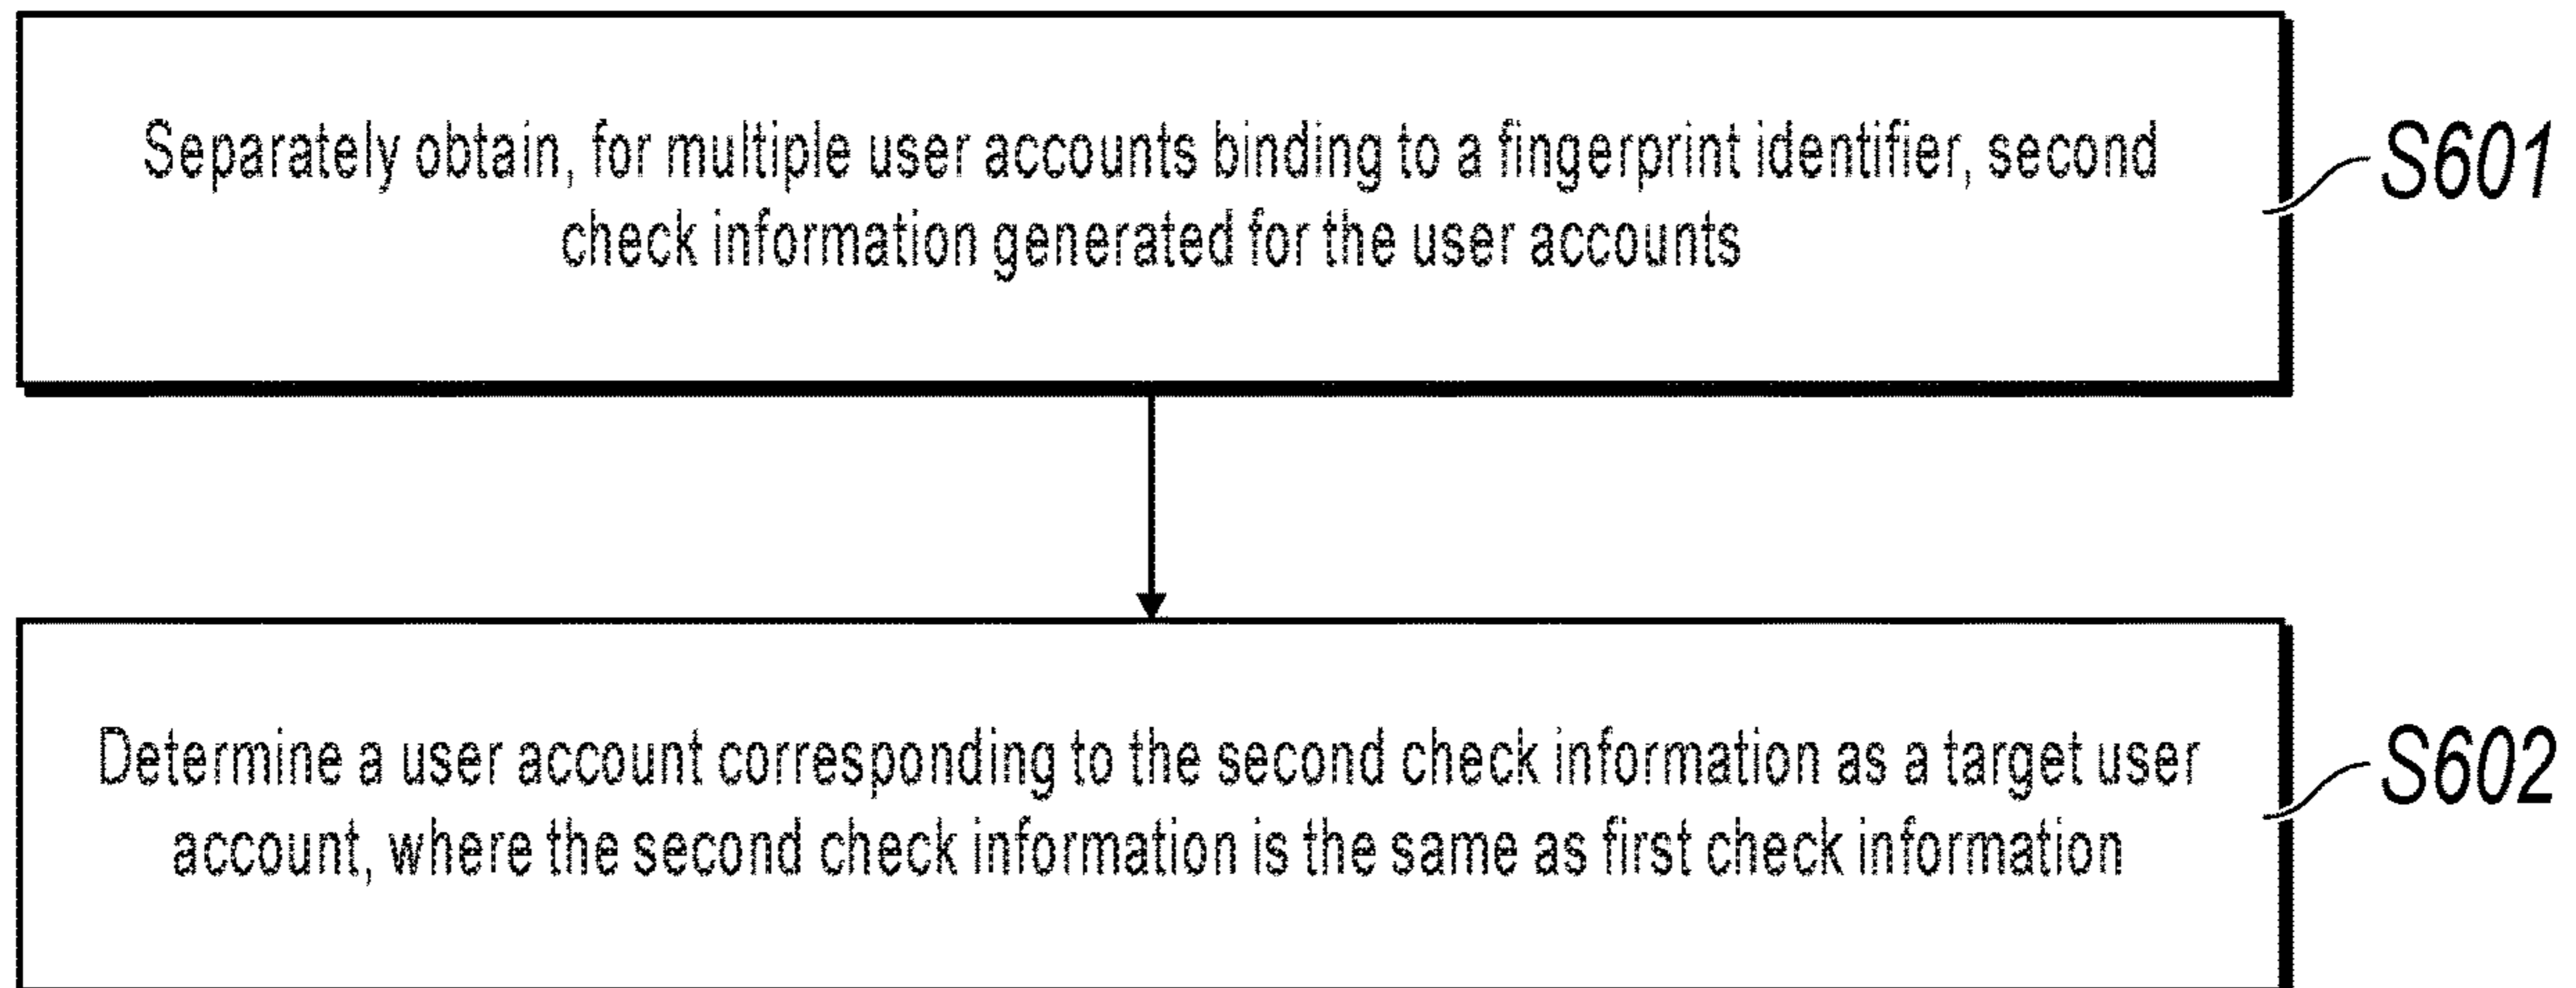 Separately obtain, for multiple user accounts binding to a fingerprint identifier, second
check information generated for the user accounts
S601
Determine a user account corresponding to the second check information as a target user
account, where the second check information is the same as first check information
S602